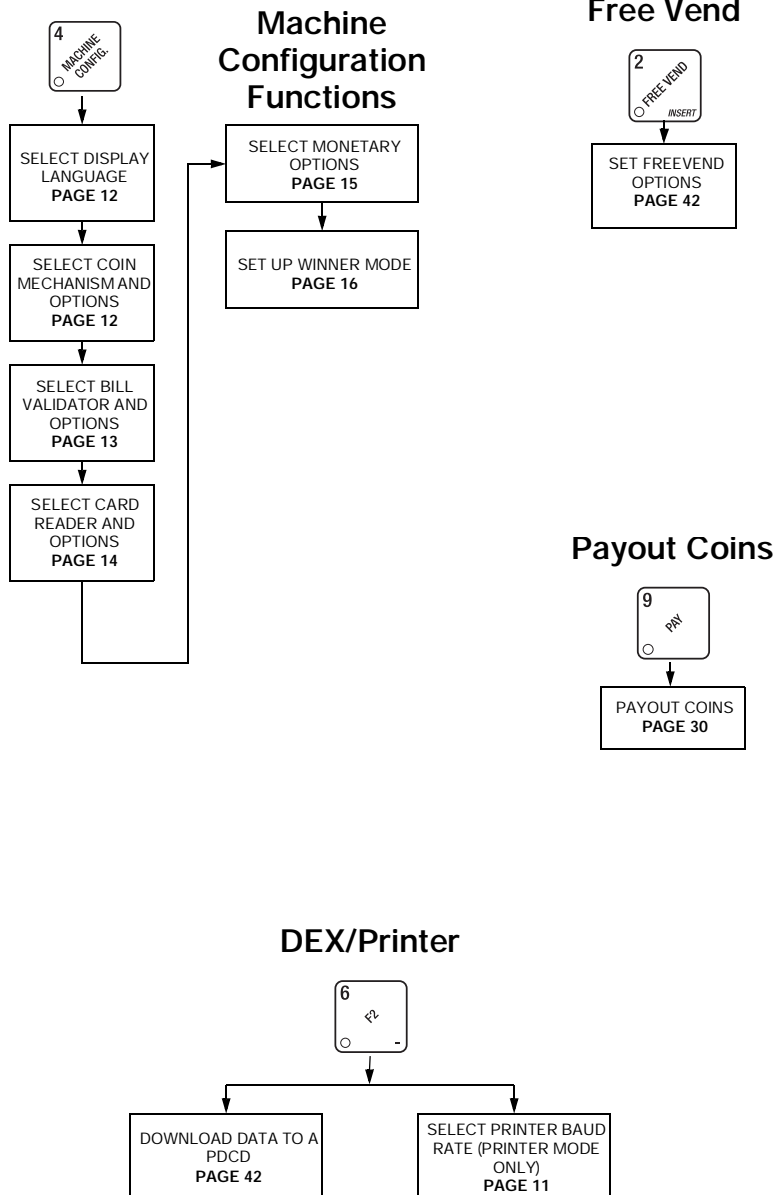 Machine
Configuration
Functions
4
MACHINE
CONFIG.
SELECT DISPLAY
LANGUAGE
PAGE 12
SELECT COIN
MECHANISM AND
OPTIONS
PAGE 12
SELECT BILL
VALIDATOR AND
OPTIONS
PAGE 13
SELECT CARD
READER AND
OPTIONS
PAGE 14
SELECT MONETARY
OPTIONS
PAGE 15
SET UP WINNER MODE
PAGE 16
Free Vend
2
FREE VEND
INSERT
SET FREEVEND
OPTIONS
PAGE 42
Payout Coins
9
PAY
PAYOUT COINS
PAGE 30
DEX/Printer
6
F2
-
DOWNLOAD DATA TO A
PDCD
PAGE 42
SELECT PRINTER BAUD
RATE (PRINTER MODE
ONLY)
PAGE 11